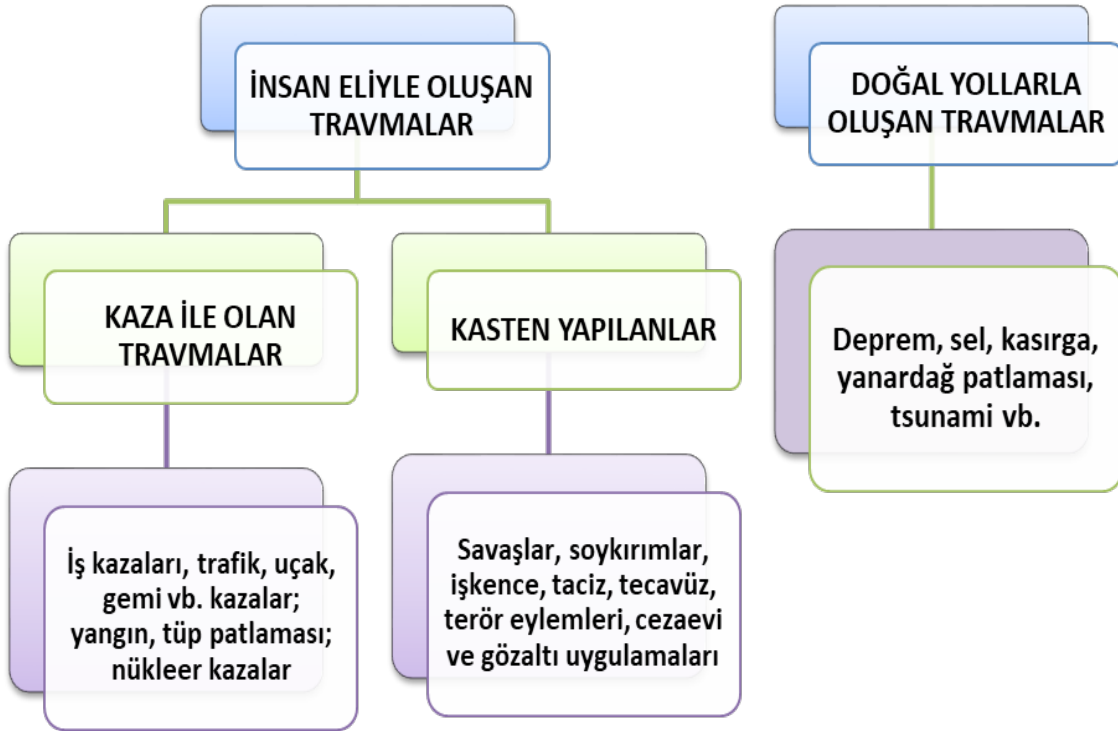 İNSAN ELİYLE OLUŞAN
TRAVMALAR
DOĞAL YOLLARLA
OLUŞAN TRAVMALAR
KAZA İLE OLAN
TRAVMALAR
KASTEN YAPILANLAR
Deprem, sel, kasırga,
yanardağ patlaması,
tsunami vb.
İş kazaları, trafik, uçak,
gemi vb. kazalar;
yangın, tüp patlaması;
nükleer kazalar
Savaşlar, soykırımlar,
işkence, taciz, tecavüz,
terör eylemleri, cezaevi
ve gözaltı uygulamaları